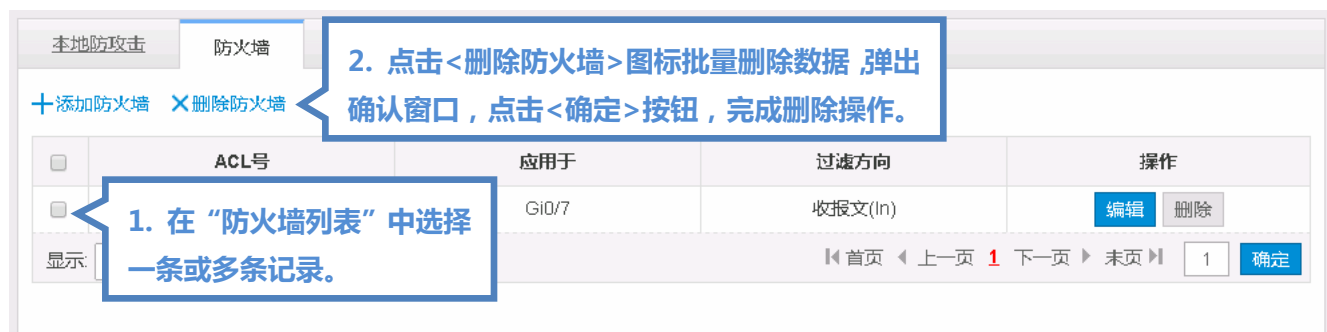 本地防攻击 防火墙
2. 点击<删除防火墙>图标批量删除数据 ,弹出
确认窗口，点击<确定>按钮，完成删除操作。
添加防火墙 删除防火墙
ACL号 应用于 过滤方向 操作
Gi0/7 收报文(In) 编辑 删除
1. 在“防火墙列表”中选择
一条或多条记录。
显示: 首页 上一页 1 下一页 末页 1 确定